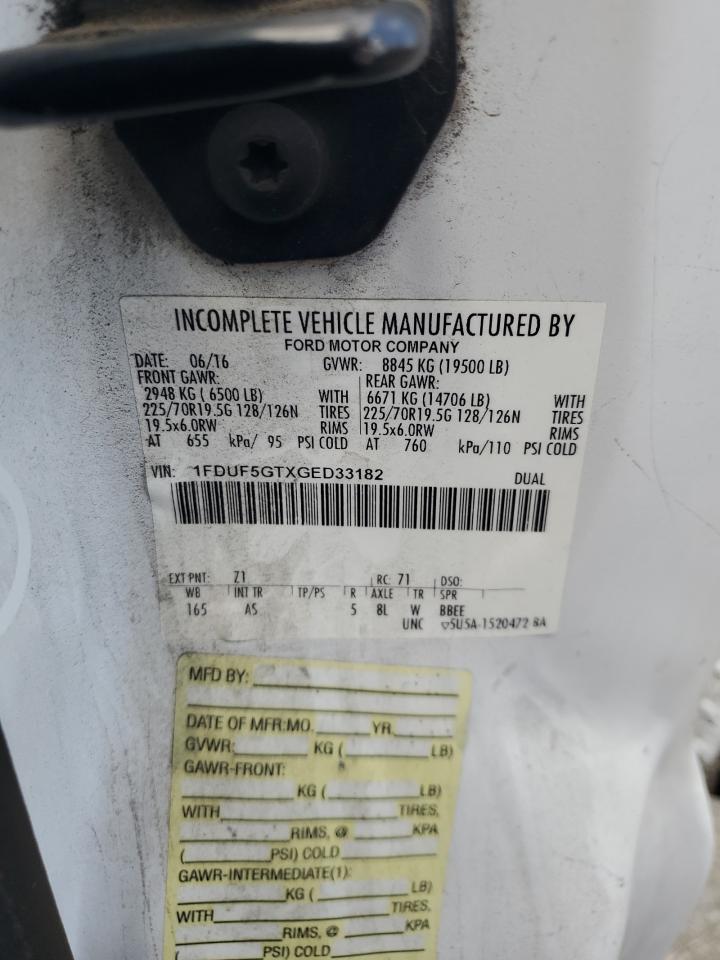 INCOMPLETE VEHICLE MANUFACTURED BY
FORD MOTOR COMPANY
DATE: 06/16 GVWR: 8845 KG (19500 LB)
FRONT GAWR: REAR GAWR:
2948 KG ( 6500 LB) WITH 6671 KG (14706 LB) WITH
225/70R19.5G 128/126N TIRES 225/70R19.5G 128/126N TIRES
19.5x6.0RW RIMS 19.5x6.0RW RIMS
AT 655 kPa/ 95 PSI COLD AT 760 kPa/110 PSI COLD
VIN: 1FDUF5GTXGED33182 DUAL
EXT PNT: Z1 RC: 71 DSO:
WB INT TR TP/PS R AXLE TR SPR
165 AS 5 8L W BBEE
UNC ▽5U5A-1520472 BA
MFD BY:
DATE OF MFR:MO. YR.
GVWR: KG ( LB)
GAWR-FRONT:
KG ( LB)
WITH TIRES,
RIMS, @ KPA
( PSI) COLD
GAWR-INTERMEDIATE(1):
KG ( LB)
WITH TIRES,
RIMS, @ KPA
( PSI) COLD